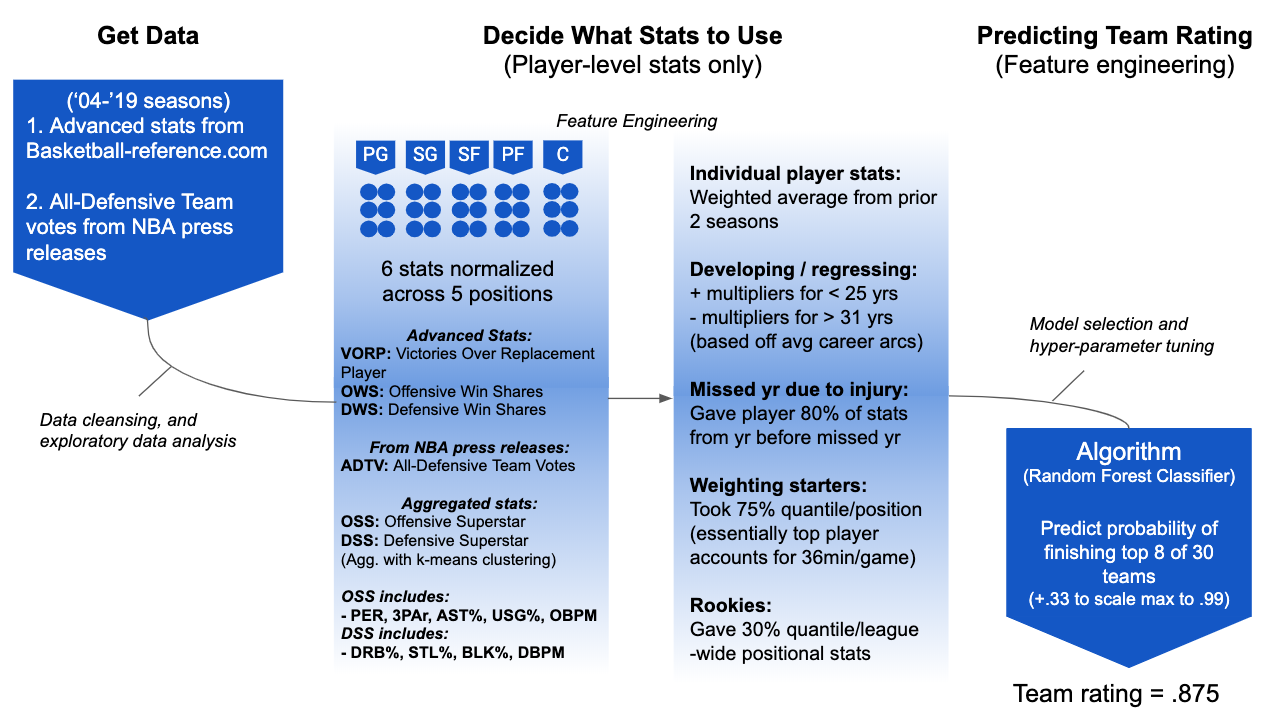 Get Data
(‘04-’19 seasons)
1. Advanced stats from
Basketball-reference.com
2. All-Defensive Team
votes from NBA press
releases
Data cleansing, and
exploratory data analysis
Decide What Stats to Use
(Player-level stats only)
Feature Engineering
PG SG SF PF C
6 stats normalized
across 5 positions
Advanced Stats:
VORP: Victories Over Replacement
Player
OWS: Offensive Win Shares
DWS: Defensive Win Shares
From NBA press releases:
ADTV: All-Defensive Team Votes
Aggregated stats:
OSS: Offensive Superstar
DSS: Defensive Superstar
(Agg. with k-means clustering)
OSS includes:
- PER, 3PAr, AST%, USG%, OBPM
DSS includes:
- DRB%, STL%, BLK%, DBPM
Individual player stats:
Weighted average from prior
2 seasons
Developing / regressing:
+ multipliers for < 25 yrs
- multipliers for > 31 yrs
(based off avg career arcs)
Missed yr due to injury:
Gave player 80% of stats
from yr before missed yr
Weighting starters:
Took 75% quantile/position
(essentially top player
accounts for 36min/game)
Rookies:
Gave 30% quantile/league
-wide positional stats
Predicting Team Rating
(Feature engineering)
Model selection and
hyper-parameter tuning
Algorithm
(Random Forest Classifier)
Predict probability of
finishing top 8 of 30
teams
(+.33 to scale max to .99)
Team rating = .875